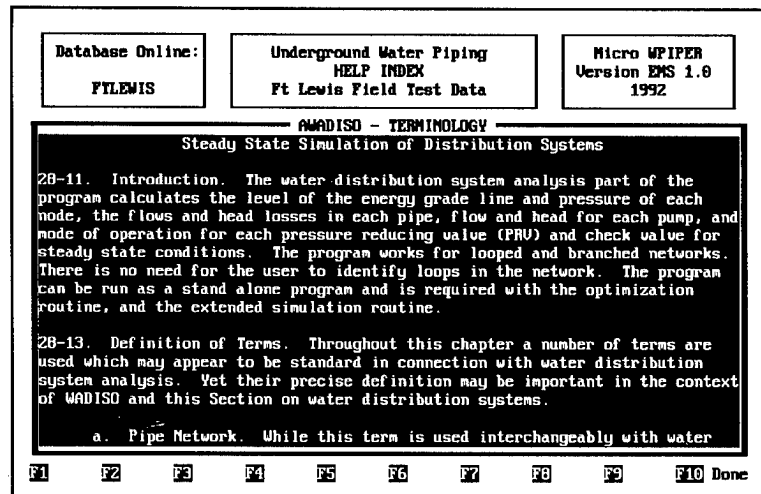 Database Online:
FTLEWIS
Underground Water Piping
HELP INDEX
Ft Lewis Field Test Data
Micro WPIPER
Version EMS 1.0
1992
AWADISO - TERMINOLOGY
Steady State Simulation of Distribution Systems
28-11. Introduction. The water distribution system analysis part of the
program calculates the level of the energy grade line and pressure of each
node, the flows and head losses in each pipe, flow and head for each pump, and
mode of operation for each pressure reducing valve (PRV) and check valve for
steady state conditions. The program works for looped and branched networks.
There is no need for the user to identify loops in the network. The program
can be run as a stand alone program and is required with the optimization
routine, and the extended simulation routine.
28-13. Definition of Terms. Throughout this chapter a number of terms are
used which may appear to be standard in connection with water distribution
system analysis. Yet their precise definition may be important in the context
of WADISO and this Section on water distribution systems.
a. Pipe Network. While this term is used interchangeably with water
F1 F2 F3 F4 F5 F6 F7 F8 F9 F10 Done